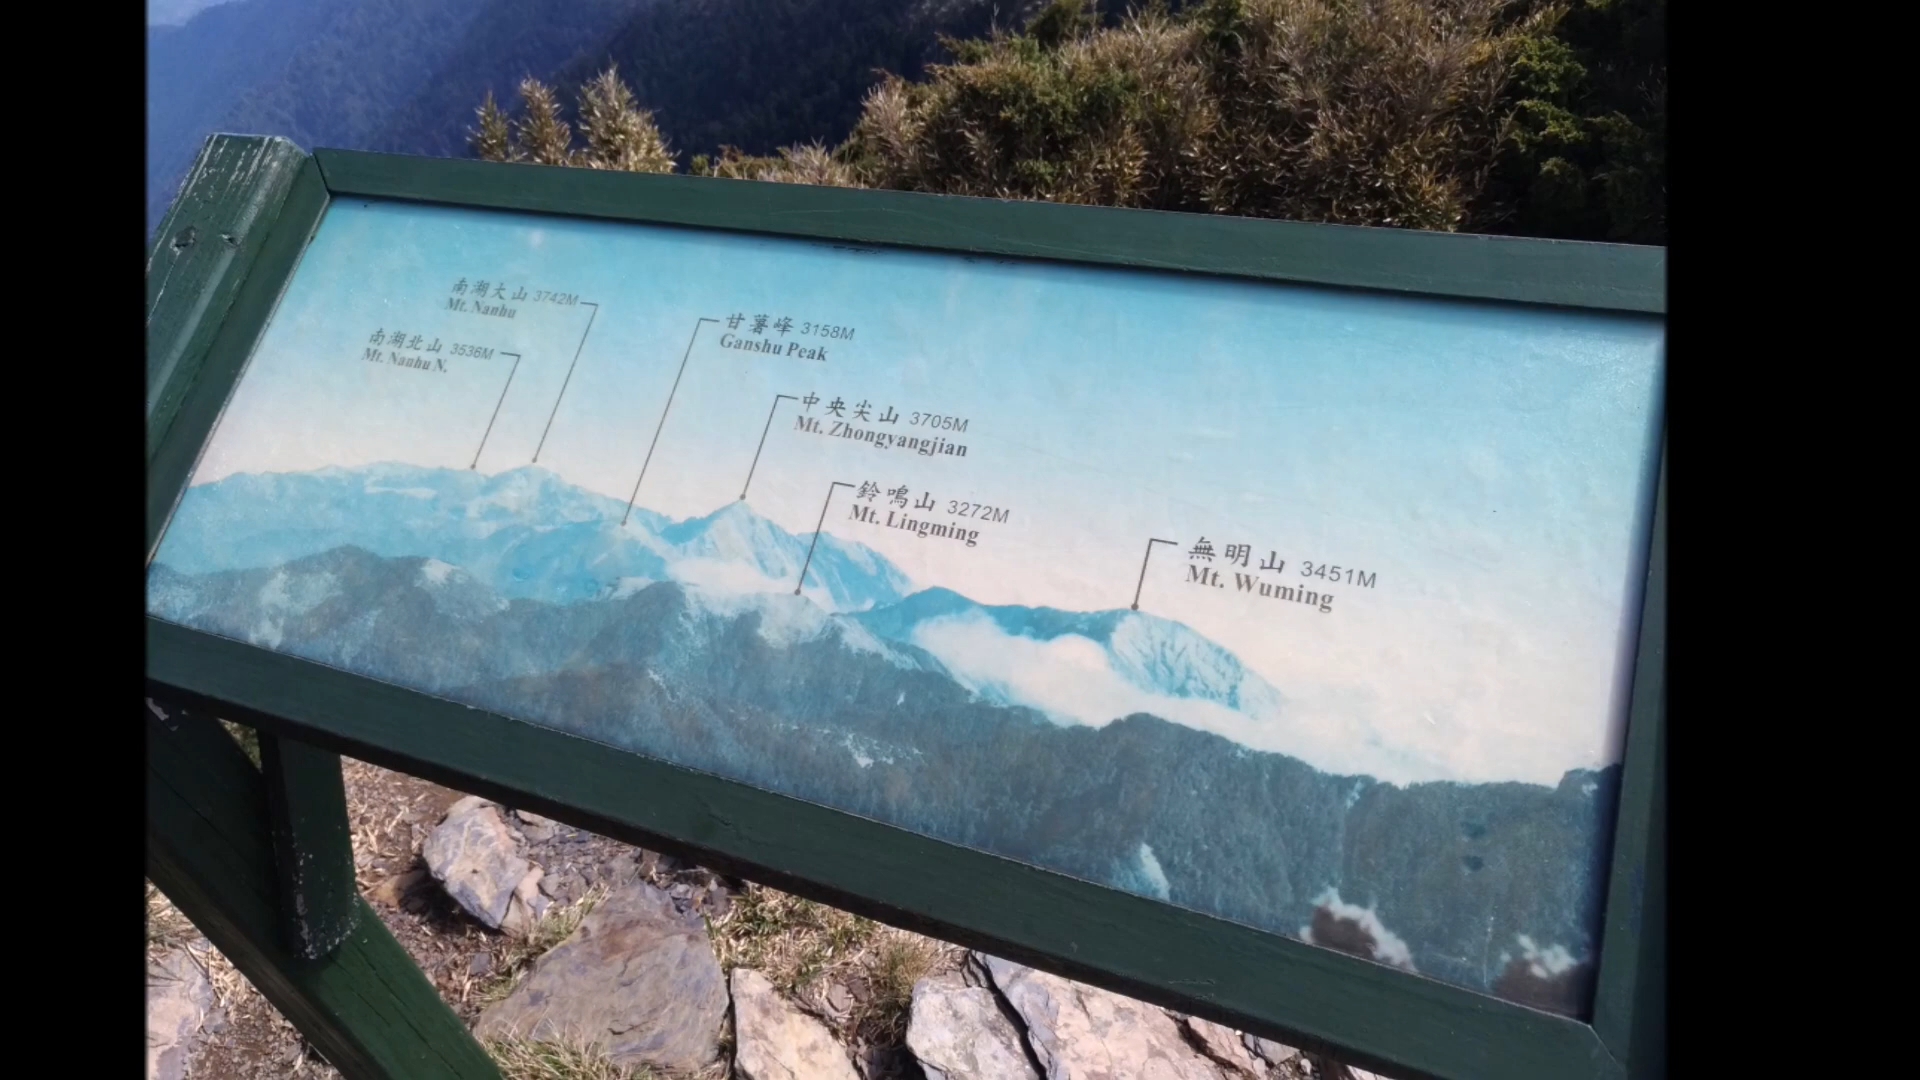 南湖大山 3742M
Mt. Nanhu
南湖北山 3536M
Mt. Nanhu N.
甘薯峰 3158M
Ganshu Peak
中央尖山 3705M
Mt. Zhongyangjian
鈴鳴山 3272M
Mt. Lingming
無明山 3451M
Mt. Wuming